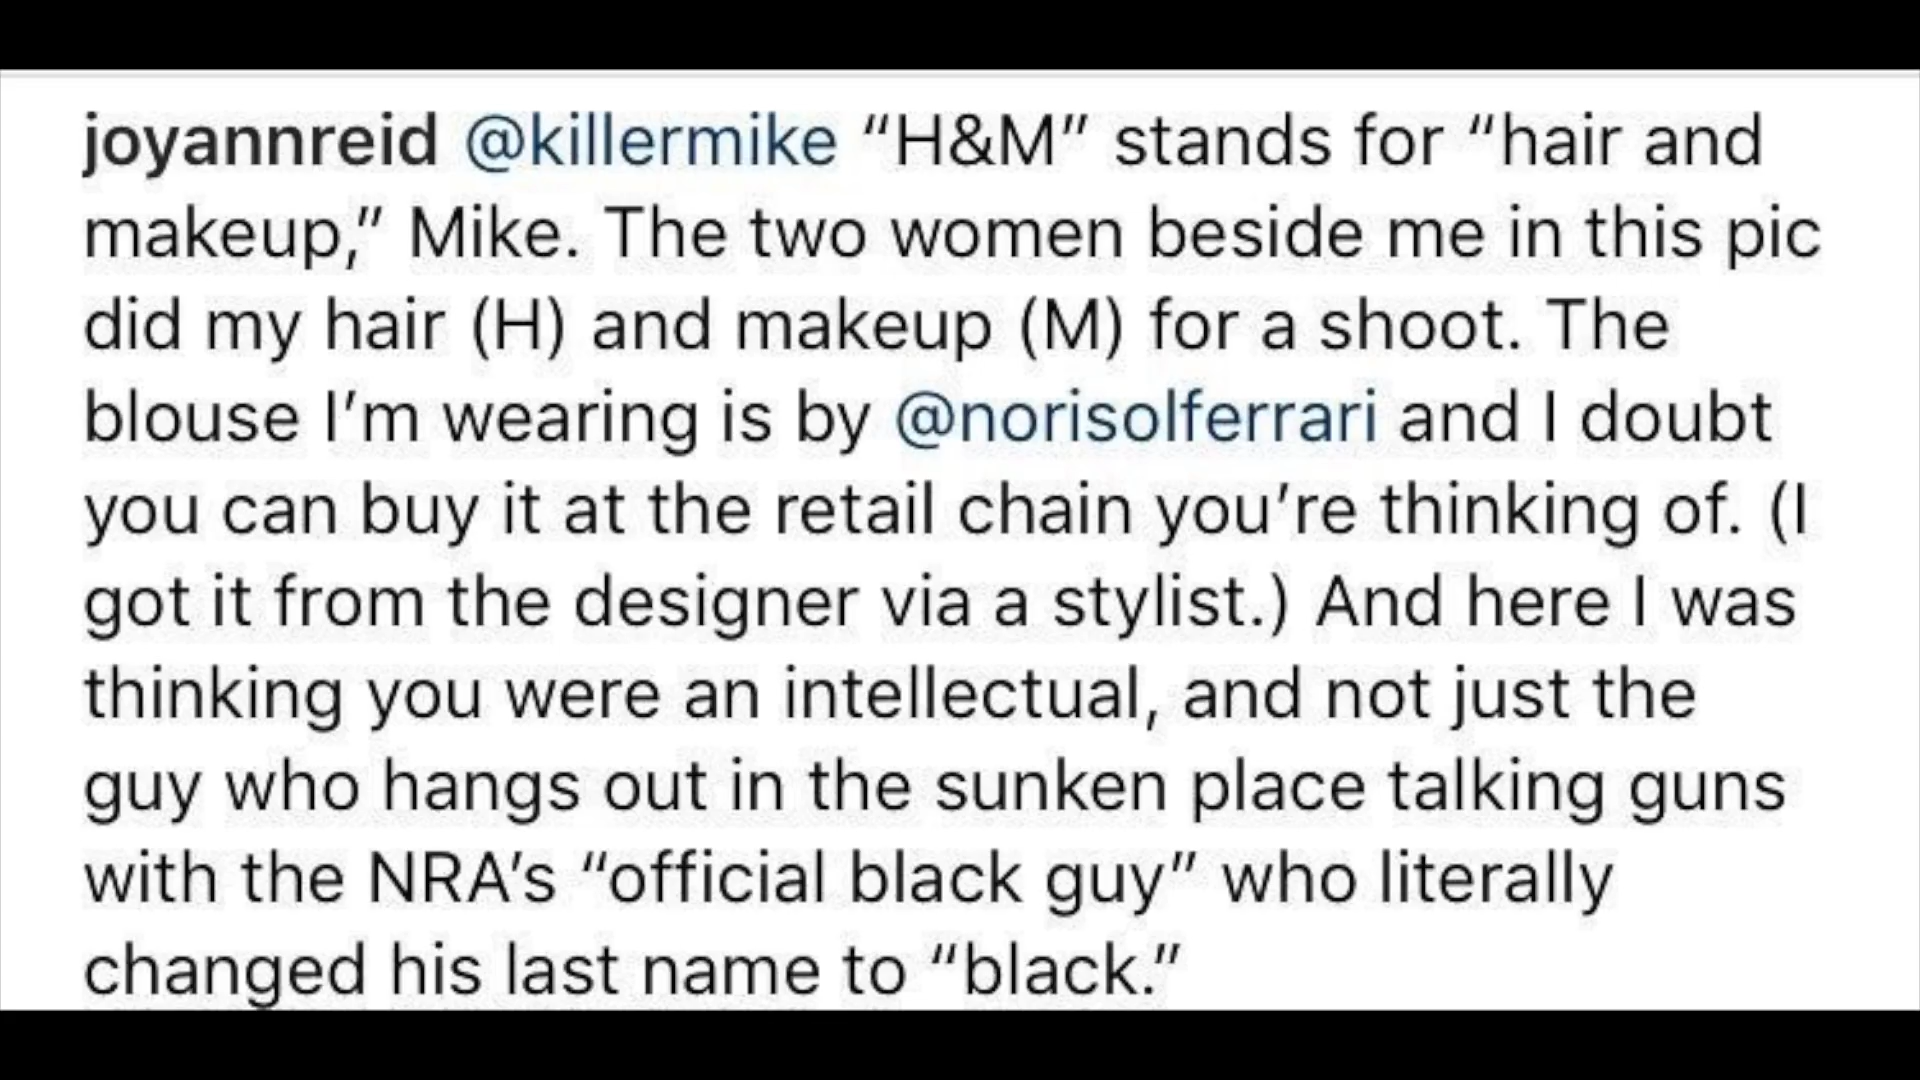 joyannreid @killermike “H&M” stands for “hair and
makeup,” Mike. The two women beside me in this pic
did my hair (H) and makeup (M) for a shoot. The
blouse I’m wearing is by @norisolferrari and I doubt
you can buy it at the retail chain you’re thinking of. (I
got it from the designer via a stylist.) And here I was
thinking you were an intellectual, and not just the
guy who hangs out in the sunken place talking guns
with the NRA’s “official black guy” who literally
changed his last name to “black.”